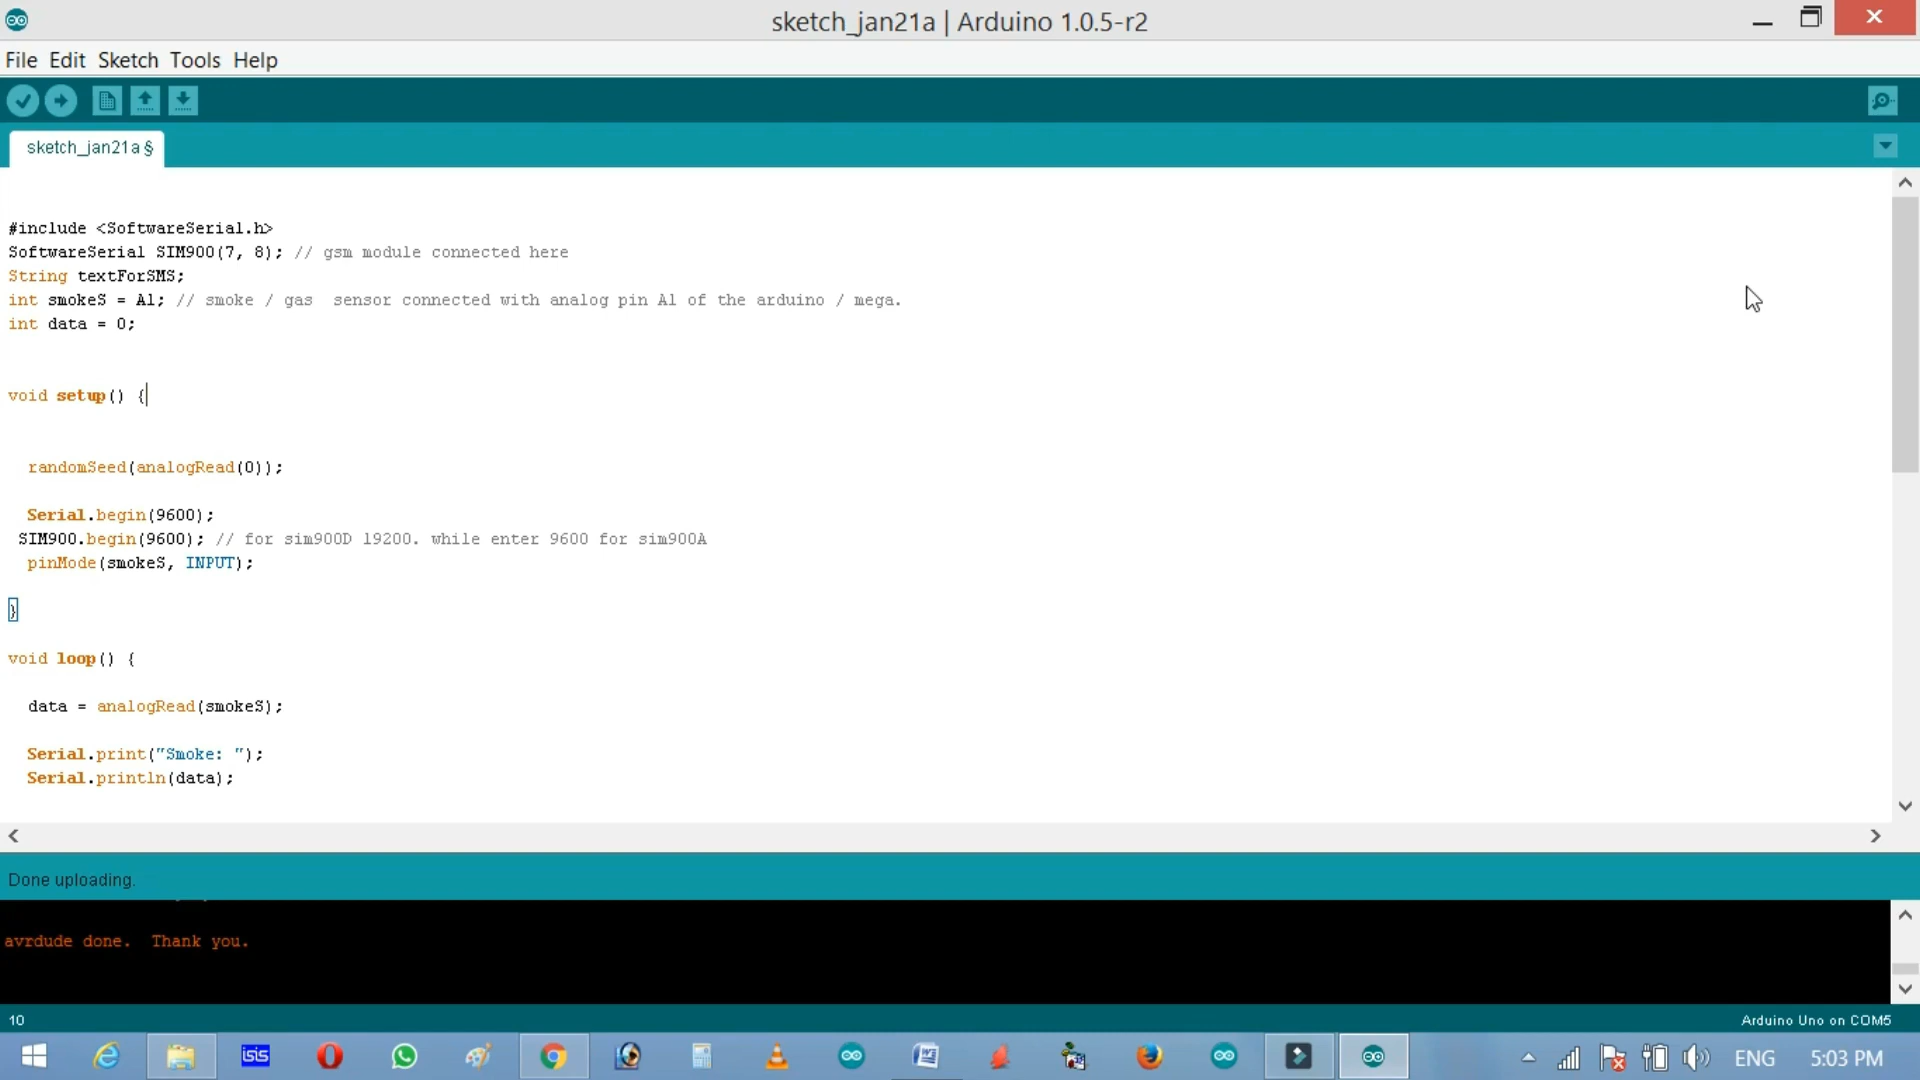 sketch_jan21a | Arduino 1.0.5-r2
File Edit Sketch Tools Help
sketch_jan21a §
#include <SoftwareSerial.h>
SoftwareSerial SIM900(7, 8); // gsm module connected here
String textForSMS;
int smokeS = A1; // smoke / gas  sensor connected with analog pin A1 of the arduino / mega.
int data = 0;
void setup() {
randomSeed(analogRead(0));
Serial.begin(9600);
SIM900.begin(9600); // for sim900D 19200. while enter 9600 for sim900A
pinMode(smokeS, INPUT);
}
void loop() {
data = analogRead(smokeS);
Serial.print("Smoke: ");
Serial.println(data);
Done uploading.
avrdude done.  Thank you.
10
Arduino Uno on COM5
isis
ENG
5:03 PM